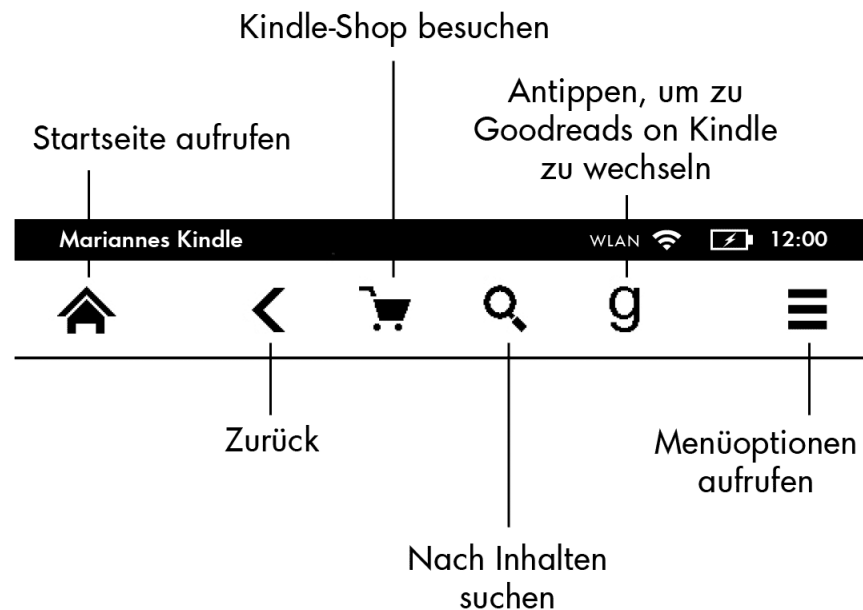 Kindle-Shop besuchen
Antippen, um zu
Goodreads on Kindle
zu wechseln
Startseite aufrufen
Mariannes Kindle WLAN 12:00
g
Zurück
Menüoptionen
aufrufen
Nach Inhalten
suchen